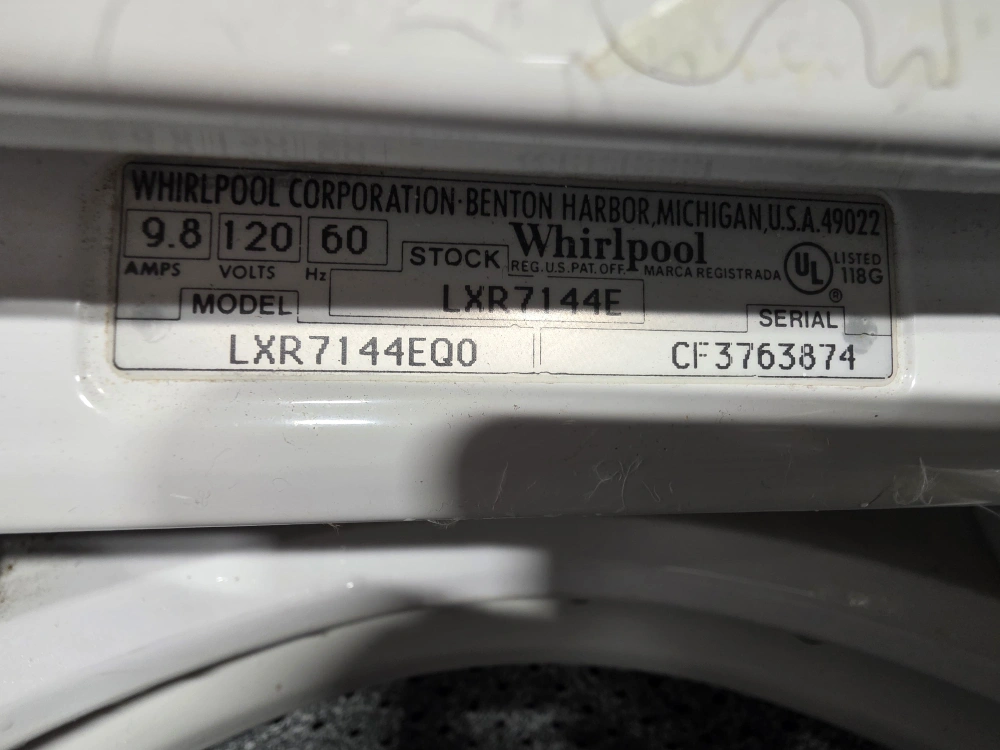 WHIRLPOOL CORPORATION·BENTON HARBOR, MICHIGAN, U.S.A. 49022
9.8 120 60
AMPS VOLTS Hz
STOCK
Whirlpool
REG. U.S. PAT. OFF. MARCA REGISTRADA
UL
®
LISTED
118G
LXR7144E
MODEL
LXR7144EQ0
SERIAL
CF3763874